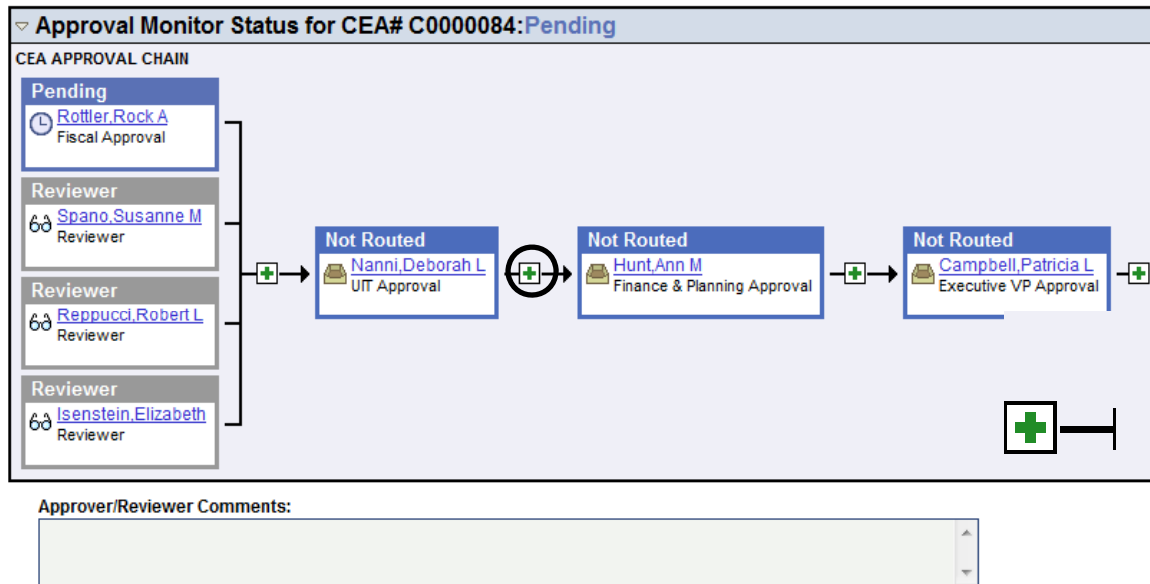 Approval Monitor Status for CEA# C0000084:Pending
CEA APPROVAL CHAIN
Pending
Rottler,Rock A
Fiscal Approval
Reviewer
Spano,Susanne M
Reviewer
Reviewer
Reppucci,Robert L
Reviewer
Reviewer
Isenstein,Elizabeth
Reviewer
Not Routed
Nanni,Deborah L
UIT Approval
Not Routed
Hunt,Ann M
Finance & Planning Approval
Not Routed
Campbell,Patricia L
Executive VP Approval
Approver/Reviewer Comments: